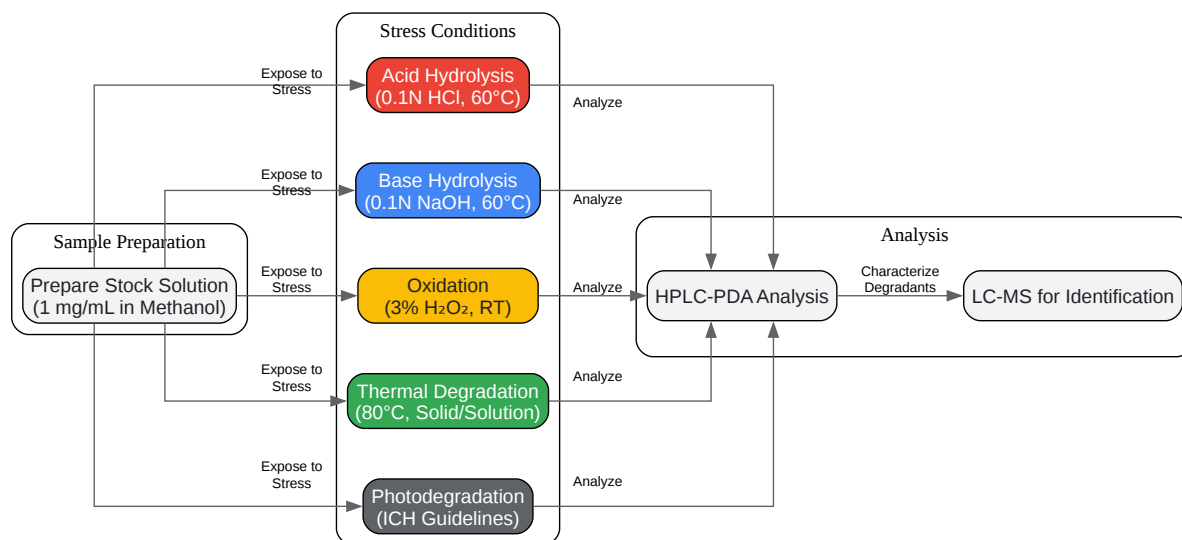 Stress Conditions
Expose to
Stress
Acid Hydrolysis
(0.1N HCl, 60°C)
Analyze
Expose to
Stress
Base Hydrolysis
(0.1N NaOH, 60°C)
Analyze
Sample Preparation
Analysis
Prepare Stock Solution
(1 mg/mL in Methanol)
Expose to
Stress
Oxidation
(3% H₂O₂, RT)
Analyze
HPLC-PDA Analysis
Characterize
Degradants
LC-MS for Identification
Expose to
Stress
Thermal Degradation
(80°C, Solid/Solution)
Analyze
Expose to
Stress
Photodegradation
(ICH Guidelines)
Analyze